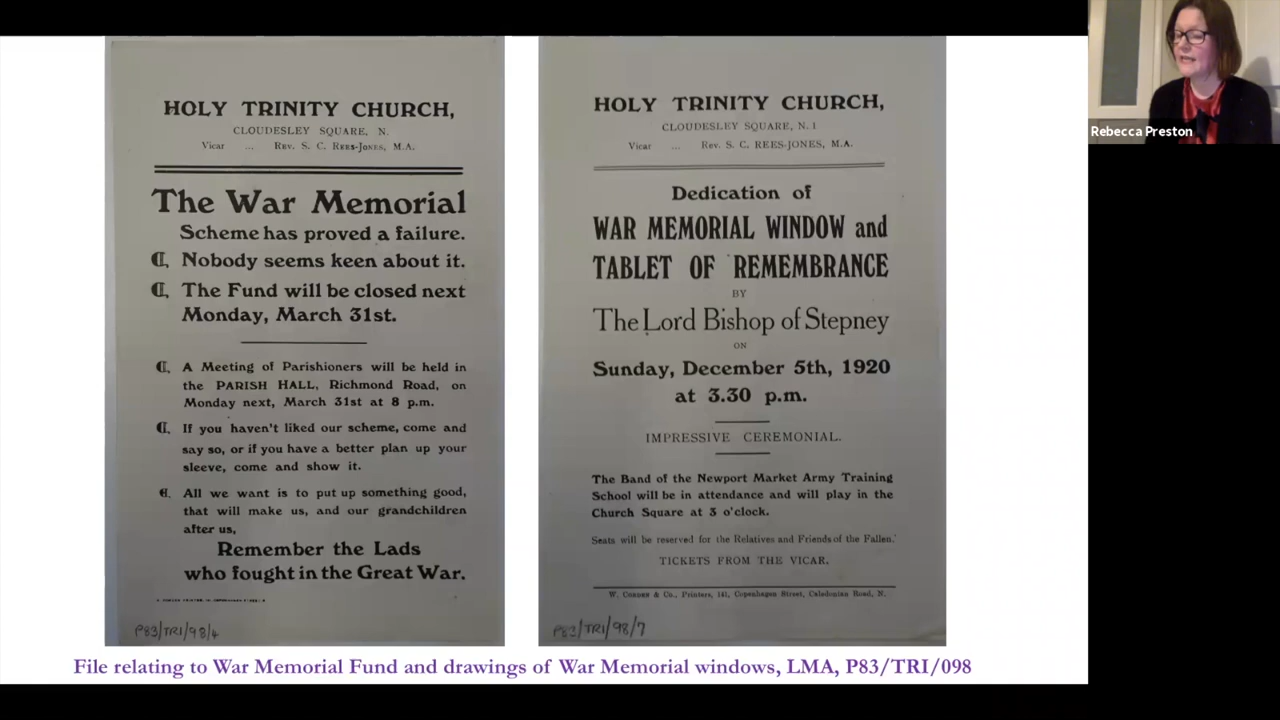 HOLY TRINITY CHURCH,
CLOUDESLEY SQUARE, N.
Vicar ... REV. S. C. REES-JONES, M.A.
The War Memorial
Scheme has proved a failure.
₡, Nobody seems keen about it.
₡, The Fund will be closed next
Monday, March 31st.
₡, A Meeting of Parishioners will be held in
the PARISH HALL, Richmond Road, on
Monday next, March 31st at 8 p.m.
₡, If you haven't liked our scheme, come and
say so, or if you have a better plan up your
sleeve, come and show it.
₡, All we want is to put up something good,
that will make us, and our grandchildren
after us,
Remember the Lads
who fought in the Great War.
P83/TRI/98/4
HOLY TRINITY CHURCH,
CLOUDESLEY SQUARE, N.1
Vicar ... Rev. S. C. REES-JONES, M.A.
Dedication of
WAR MEMORIAL WINDOW and
TABLET OF REMEMBRANCE
BY
The Lord Bishop of Stepney
ON
Sunday, December 5th, 1920
at 3.30 p.m.
IMPRESSIVE CEREMONIAL.
The Band of the Newport Market Army Training
School will be in attendance and will play in the
Church Square at 3 o'clock.
Seats will be reserved for the Relatives and Friends of the Fallen.
TICKETS FROM THE VICAR.
W. CORDER & Co., Printers, 141, Copenhagen Street, Caledonian Road, N.
P83/TRI/98/7
File relating to War Memorial Fund and drawings of War Memorial windows, LMA, P83/TRI/098
Rebecca Preston